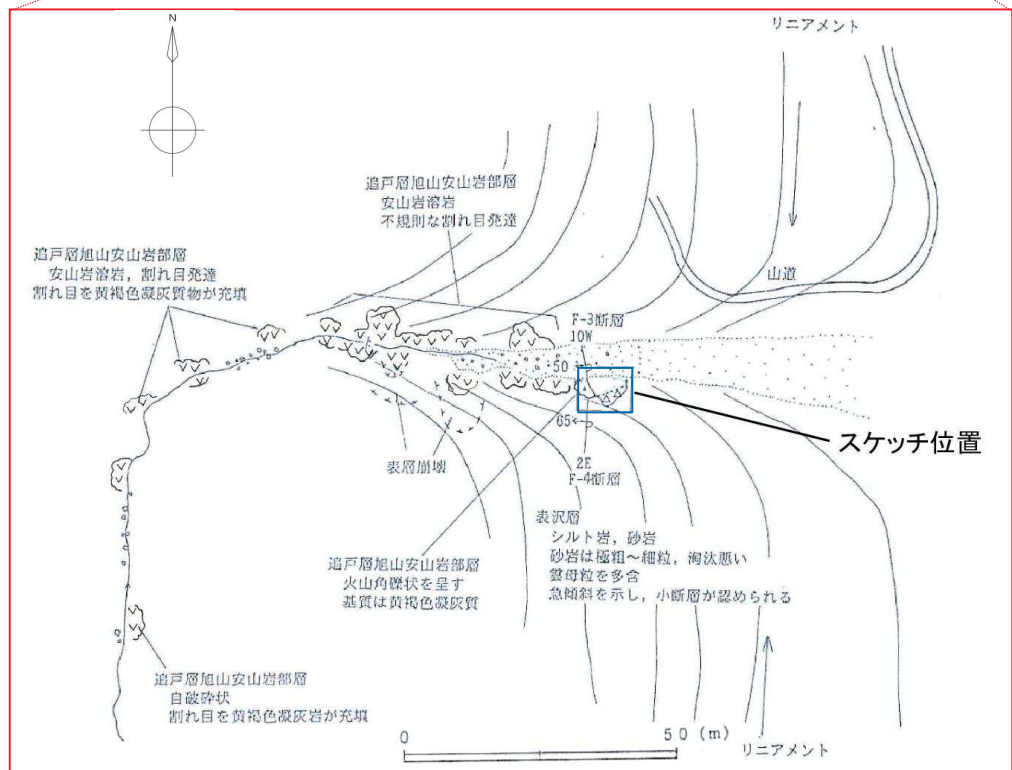 N
リニアメント
追戸層旭山安山岩部層
安山岩溶岩
不規則な割れ目発達
追戸層旭山安山岩部層
安山岩溶岩，割れ目発達
割れ目を黄褐色凝灰質物が充填
山道
F-3断層
10W
50
65
スケッチ位置
表層崩壊
2E
F-4断層
表沢層
シルト岩，砂岩
砂岩は極粗～細粒，淘汰悪い
雲母粒を多含
急傾斜を示し，小断層が認められる
追戸層旭山安山岩部層
火山角礫状を呈す
基質は黄褐色凝灰質
追戸層旭山安山岩部層
自破砕状
割れ目を黄褐色凝灰岩が充填
0
50 (m)
リニアメント